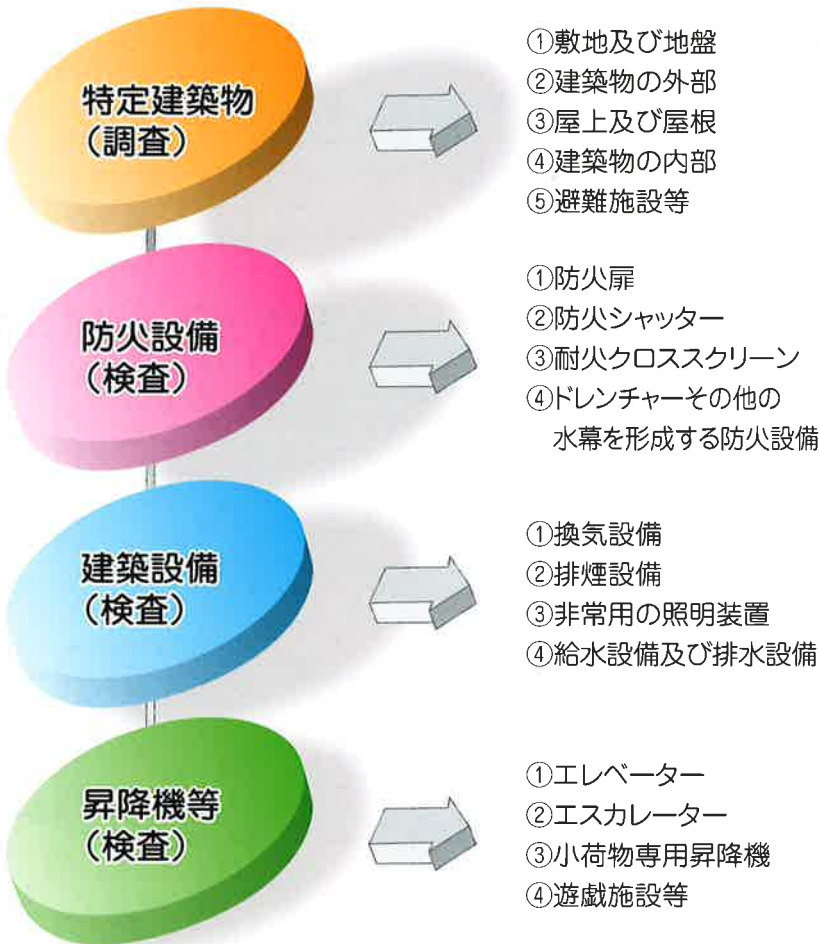 特定建築物
(調査)
①敷地及び地盤
②建築物の外部
③屋上及び屋根
④建築物の内部
⑤避難施設等
防火設備
(検査)
①防火扉
②防火シャッター
③耐火クロススクリーン
④ドレンチャーその他の
水幕を形成する防火設備
建築設備
(検査)
①換気設備
②排煙設備
③非常用の照明装置
④給水設備及び排水設備
昇降機等
(検査)
①エレベーター
②エスカレーター
③小荷物専用昇降機
④遊戯施設等